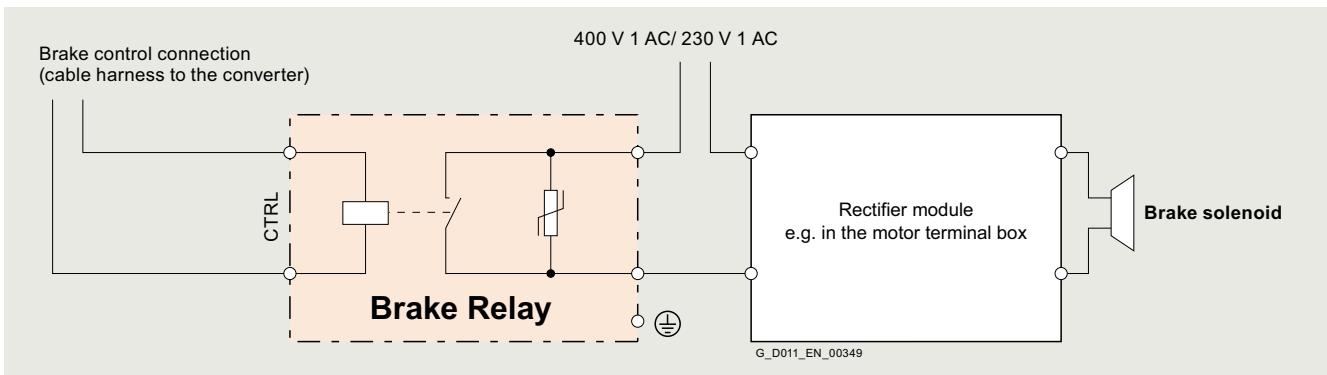 400 V 1 AC/ 230 V 1 AC
Brake control connection
(cable harness to the converter)
CTRL
Rectifier module
e.g. in the motor terminal box
Brake solenoid
Brake Relay
G_D011_EN_00349